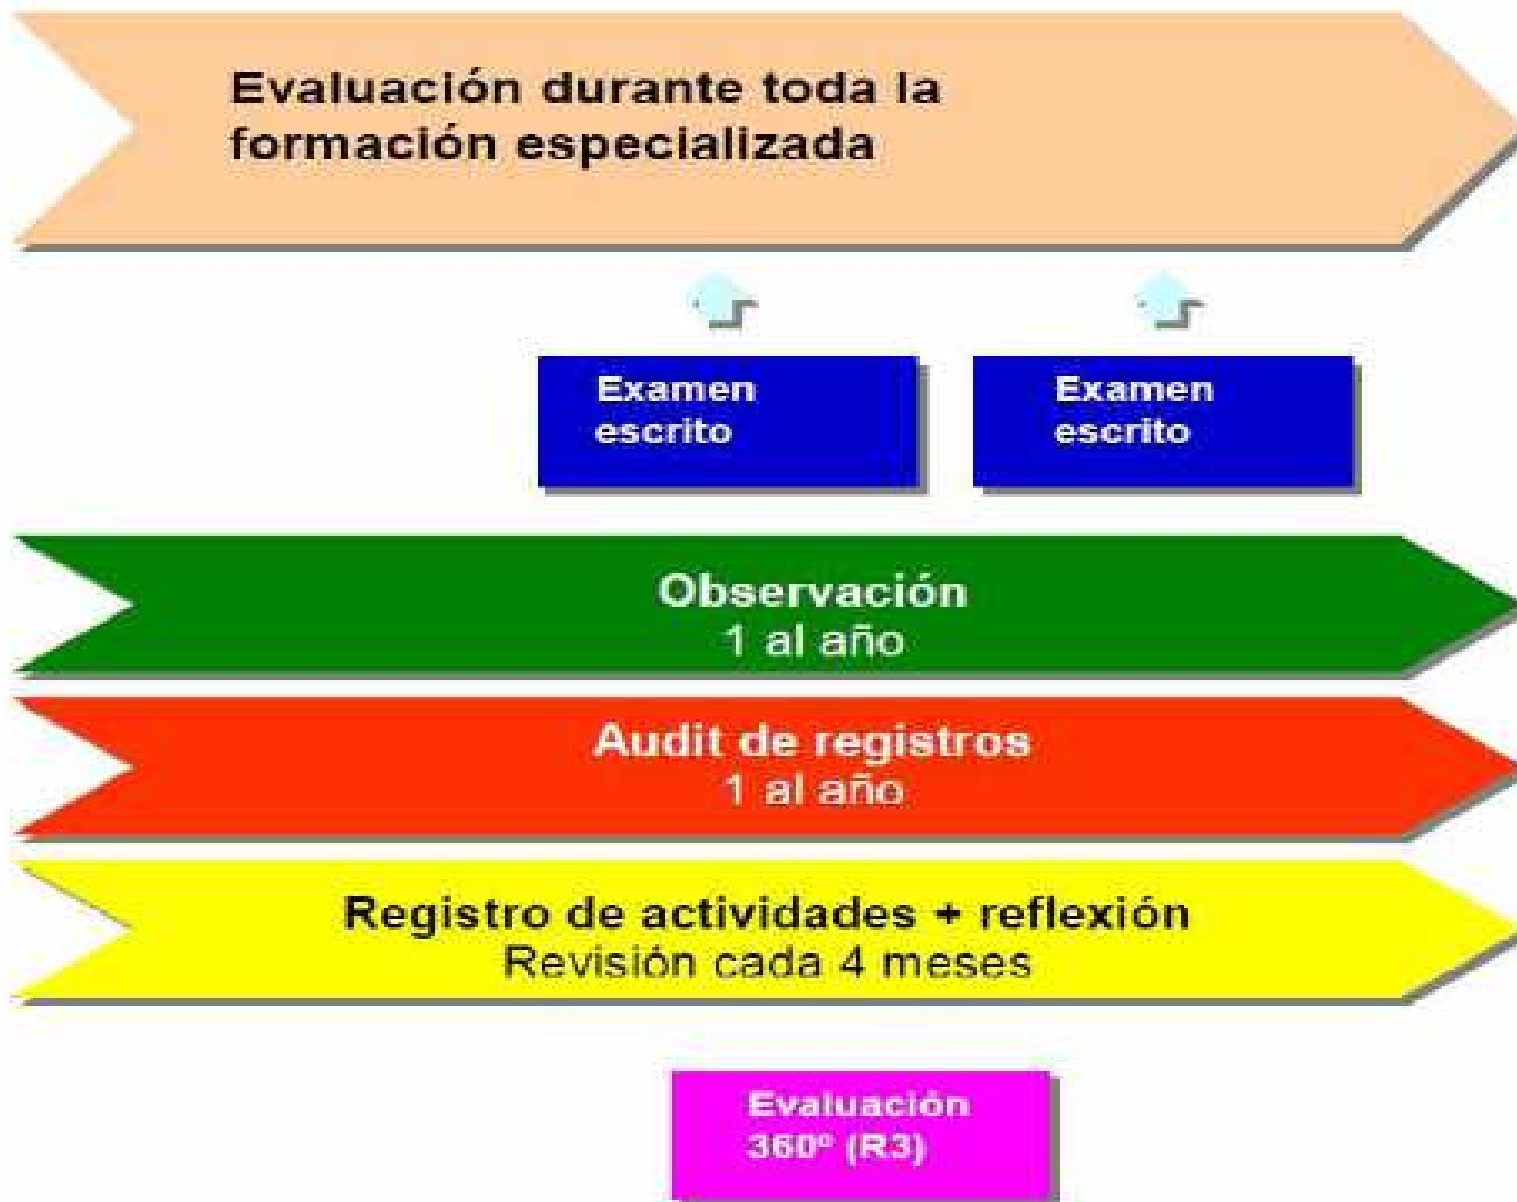 Evaluación durante toda la
formación especializada
Examen
escrito
Examen
escrito
Observación
1 al año
Audit de registros
1 al año
Registro de actividades + reflexión
Revisión cada 4 meses
Evaluación
360º (R3)